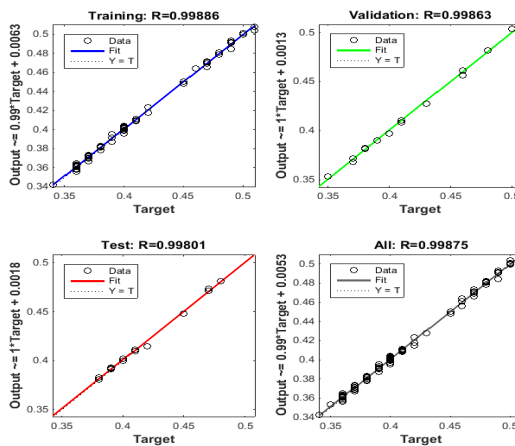 Training: R=0.99886
Output ~= 0.99*Target + 0.0063
0.5
0.48
0.46
0.44
0.42
0.4
0.38
0.36
0.34
Data
Fit
Y = T
0.35 0.4 0.45 0.5
Target
Validation: R=0.99863
Output ~= 1*Target + 0.0013
0.5
0.45
0.4
0.35
Data
Fit
Y = T
0.35 0.4 0.45 0.5
Target
Test: R=0.99801
Output ~= 1*Target + 0.0018
0.5
0.45
0.4
0.35
Data
Fit
Y = T
0.35 0.4 0.45 0.5
Target
All: R=0.99875
Output ~= 0.99*Target + 0.0053
0.5
0.48
0.46
0.44
0.42
0.4
0.38
0.36
0.34
Data
Fit
Y = T
0.35 0.4 0.45 0.5
Target